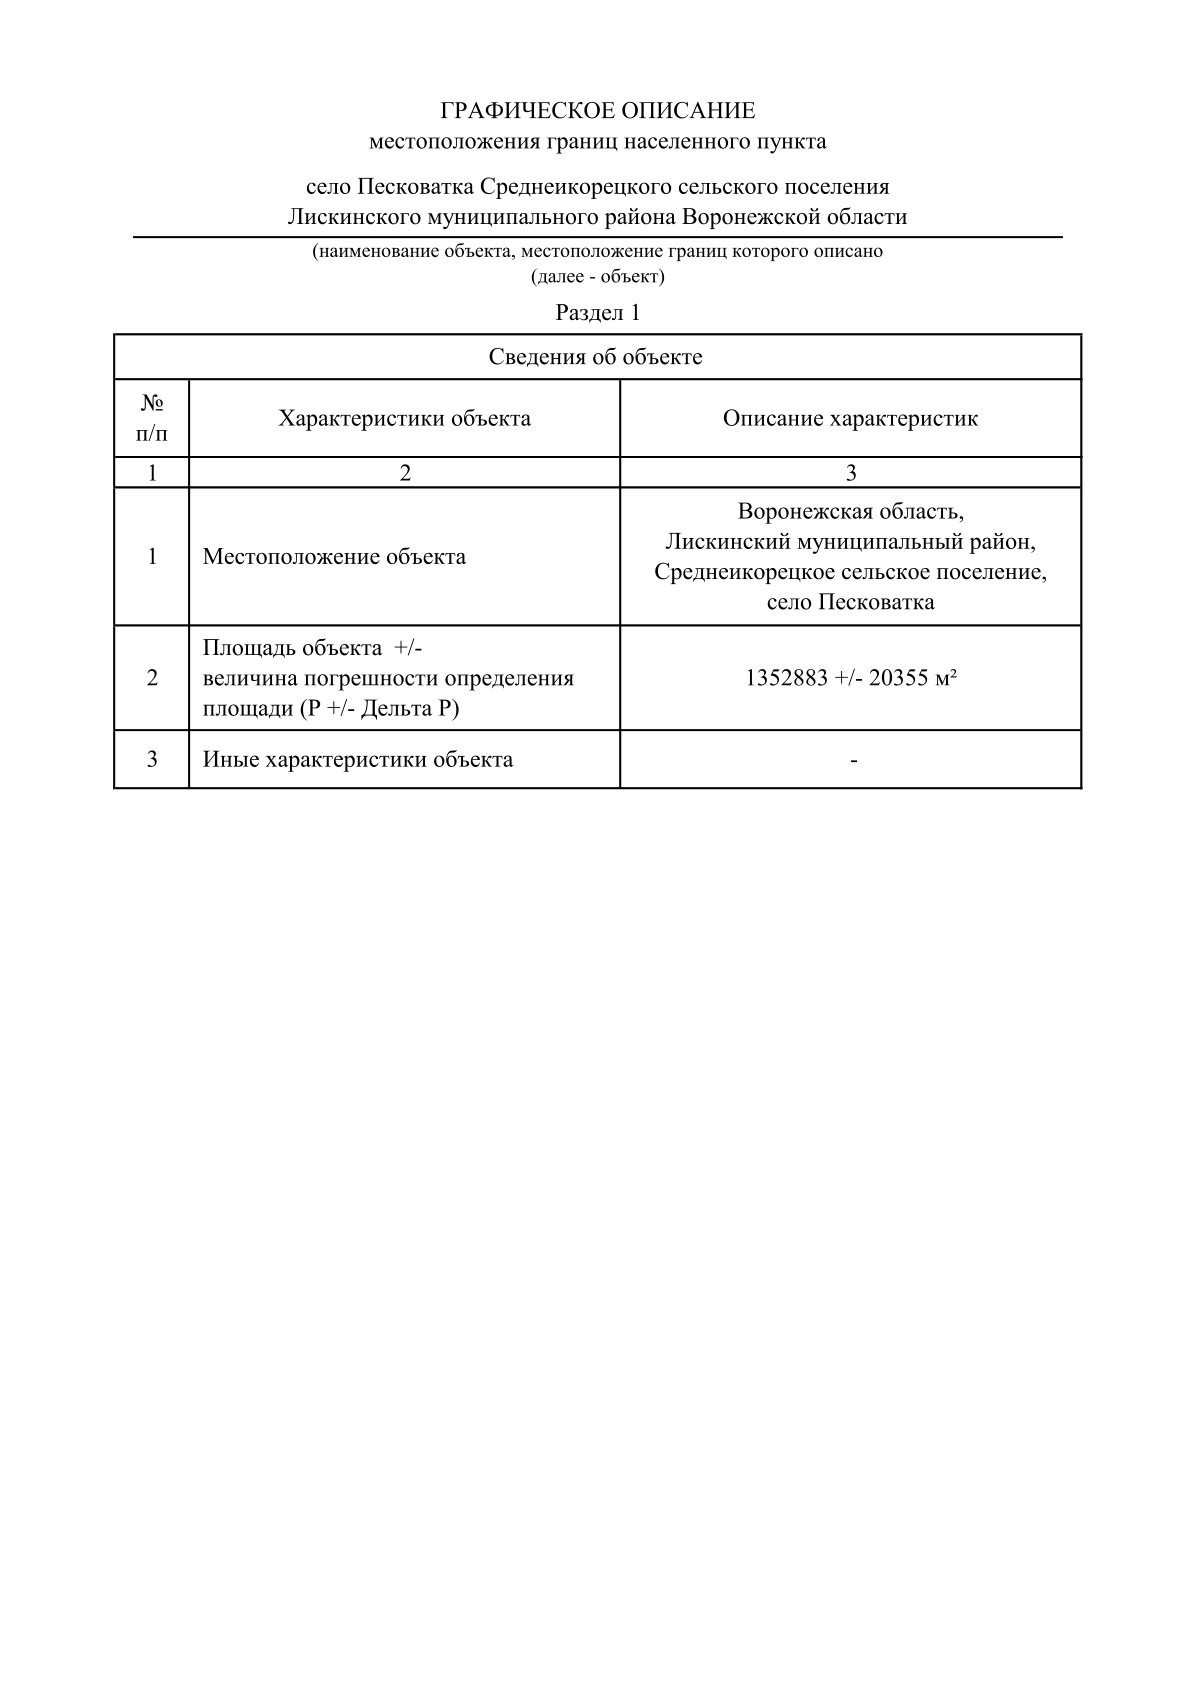 ГРАФИЧЕСКОЕ ОПИСАНИЕ
местоположения границ населенного пункта
село Песковатка Среднеикорецкого сельского поселения
Лискинского муниципального района Воронежской области
(наименование объекта, местоположение границ которого описано
(далее - объект)
Раздел 1
Сведения об объекте
№
п/п
Характеристики объекта
Описание характеристик
1
2
3
1
Местоположение объекта
Воронежская область,
Лискинский муниципальный район,
Среднеикорецкое сельское поселение,
село Песковатка
2
Площадь объекта +/-
величина погрешности определения
площади (P +/- Дельта P)
1352883 +/- 20355 м²
3
Иные характеристики объекта
-